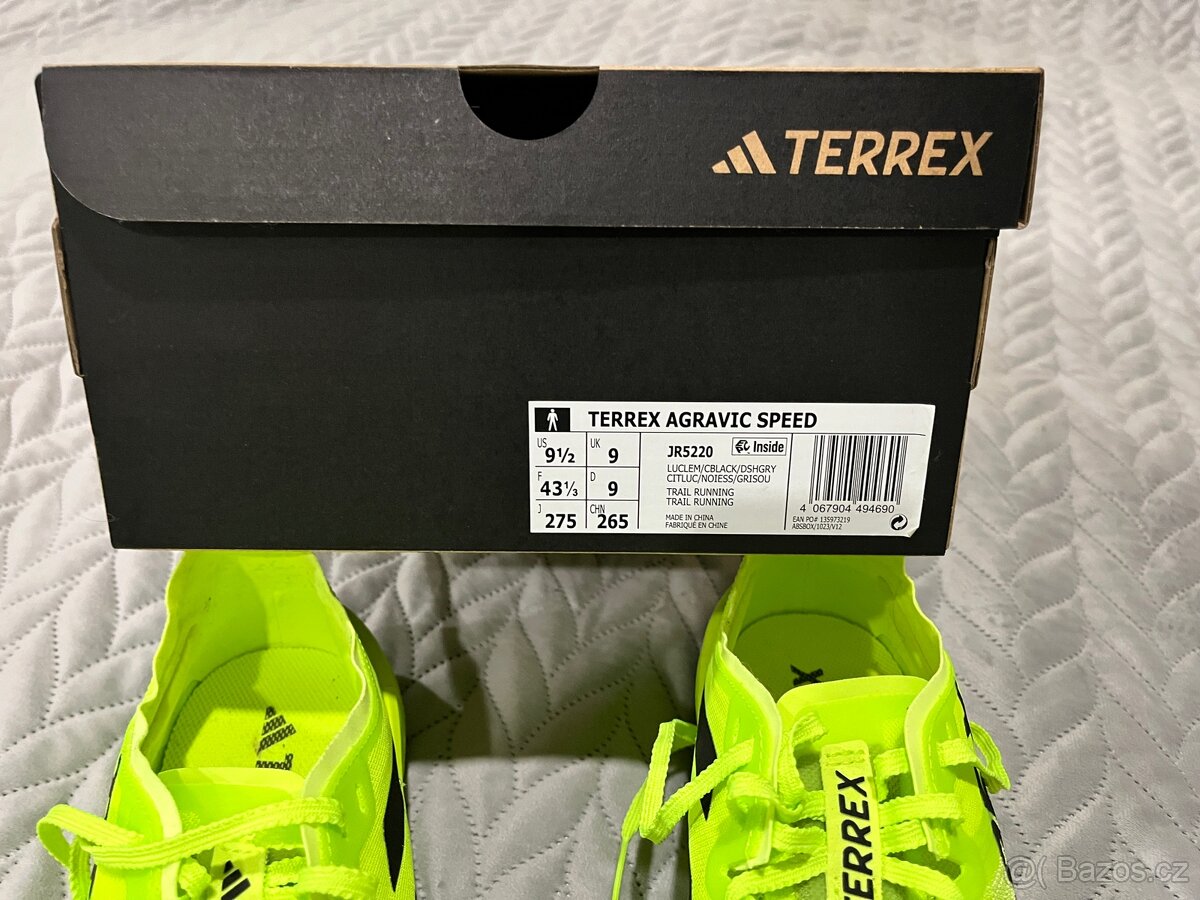 TERREX
TERREX AGRAVIC SPEED
US
9½
UK
9
F
43⅓
D
9
J
275
CHN
265
JR5220
Inside
LUCLEM/CBLACK/DSHGRY
CITLUC/NOIESS/GRISOU
TRAIL RUNNING
TRAIL RUNNING
MADE IN CHINA
FABRIQUÉ EN CHINE
4 067904 494690
EAN PO# 135973219
ABSBOX/1023/V12
TERREX
@( Bazos.cz